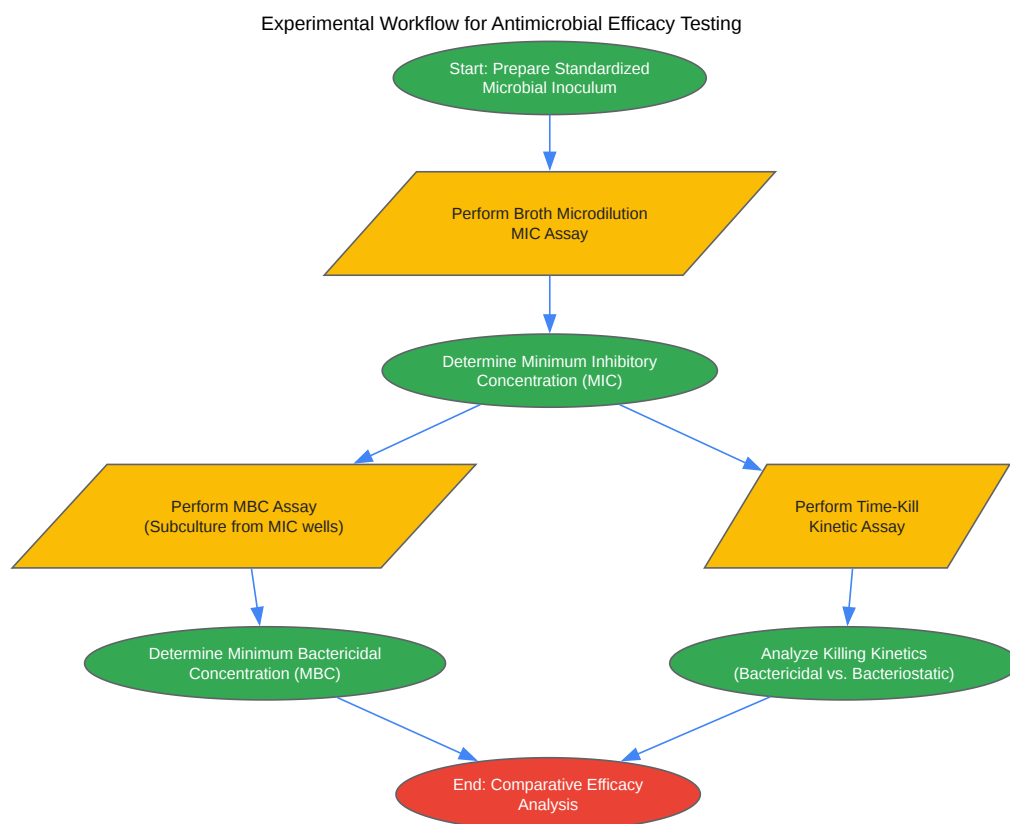 Experimental Workflow for Antimicrobial Efficacy Testing
Start: Prepare Standardized
Microbial Inoculum
Perform Broth Microdilution
MIC Assay
Determine Minimum Inhibitory
Concentration (MIC)
Perform MBC Assay
(Subculture from MIC wells)
Perform Time-Kill
Kinetic Assay
Determine Minimum Bactericidal
Concentration (MBC)
Analyze Killing Kinetics
(Bactericidal vs. Bacteriostatic)
End: Comparative Efficacy
Analysis